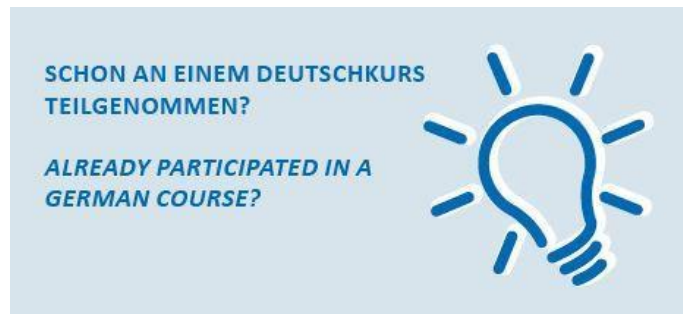 SCHON AN EINEM DEUTSCHKURS
TEILGENOMMEN?
ALREADY PARTICIPATED IN A
GERMAN COURSE?